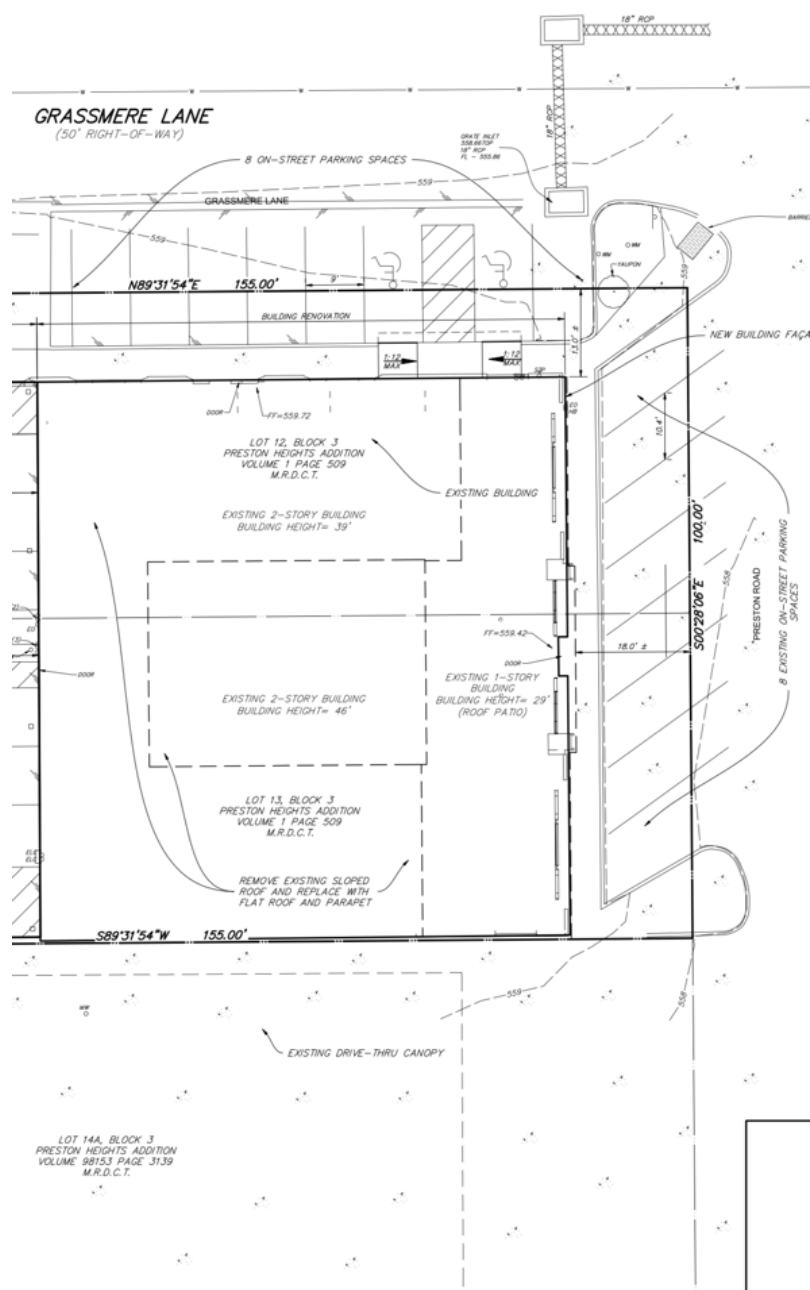 18" RCP
GRASSMERE LANE
(50' RIGHT-OF-WAY)
18" RCP
GRATE INLET
18" RCP
8 ON-STREET PARKING SPACES
559
GRASSMERE LANE
559
WM
WM
YAUPON
559
N89°31'54"E 155.00'
9'
BUILDING RENOVATION
13.0' ±
NEW BUILDING FAÇA
1:12
MAX
1:12
MAX
DOOR
FF=559.72
LOT 12, BLOCK 3
PRESTON HEIGHTS ADDITION
VOLUME 1 PAGE 509
M.R.D.C.T.
10.4'
EXISTING BUILDING
EXISTING 2-STORY BUILDING
BUILDING HEIGHT= 39'
S00°28'06"E 100.00'
558
PRESTON ROAD
8 EXISTING ON-STREET PARKING
SPACES
FF=559.42
18.0' ±
DOOR
DOOR
EXISTING 1-STORY
BUILDING
BUILDING HEIGHT= 29'
(ROOF PATIO)
EXISTING 2-STORY BUILDING
BUILDING HEIGHT= 46'
LOT 13, BLOCK 3
PRESTON HEIGHTS ADDITION
VOLUME 1 PAGE 509
M.R.D.C.T.
REMOVE EXISTING SLOPED
ROOF AND REPLACE WITH
FLAT ROOF AND PARAPET
S89°31'54"W 155.00'
559
558
EXISTING DRIVE-THRU CANOPY
LOT 14A, BLOCK 3
PRESTON HEIGHTS ADDITION
VOLUME 98153 PAGE 3139
M.R.D.C.T.